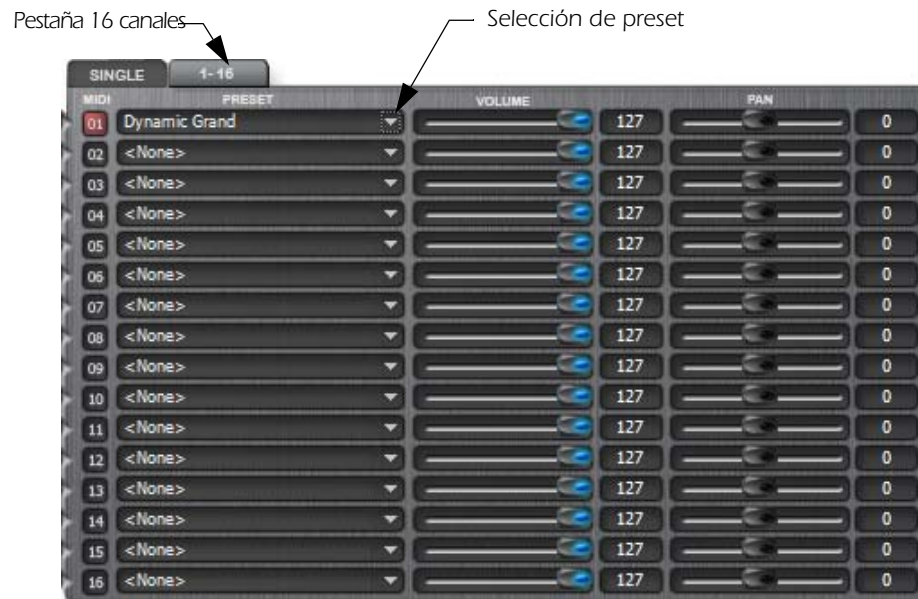 Pestaña 16 canales
Selección de preset
SINGLE 1-16
MIDI PRESET VOLUME PAN
01 Dynamic Grand 127 0
02 <None> 127 0
03 <None> 127 0
04 <None> 127 0
05 <None> 127 0
06 <None> 127 0
07 <None> 127 0
08 <None> 127 0
09 <None> 127 0
10 <None> 127 0
11 <None> 127 0
12 <None> 127 0
13 <None> 127 0
14 <None> 127 0
15 <None> 127 0
16 <None> 127 0